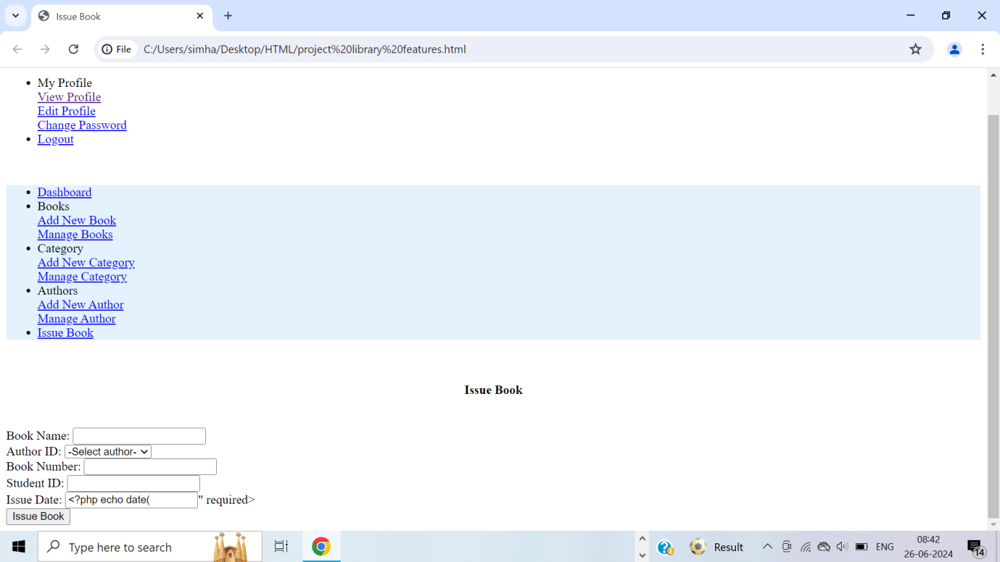 Issue Book
File C:/Users/simha/Desktop/HTML/project%20library%20features.html
My Profile
View Profile
Edit Profile
Change Password
Logout
Dashboard
Books
Add New Book
Manage Books
Category
Add New Category
Manage Category
Authors
Add New Author
Manage Author
Issue Book
Issue Book
Book Name:
Author ID: -Select author-
Book Number:
Student ID:
Issue Date: <?php echo date( " required>
Issue Book
Type here to search
Result
ENG
08:42
26-06-2024
14